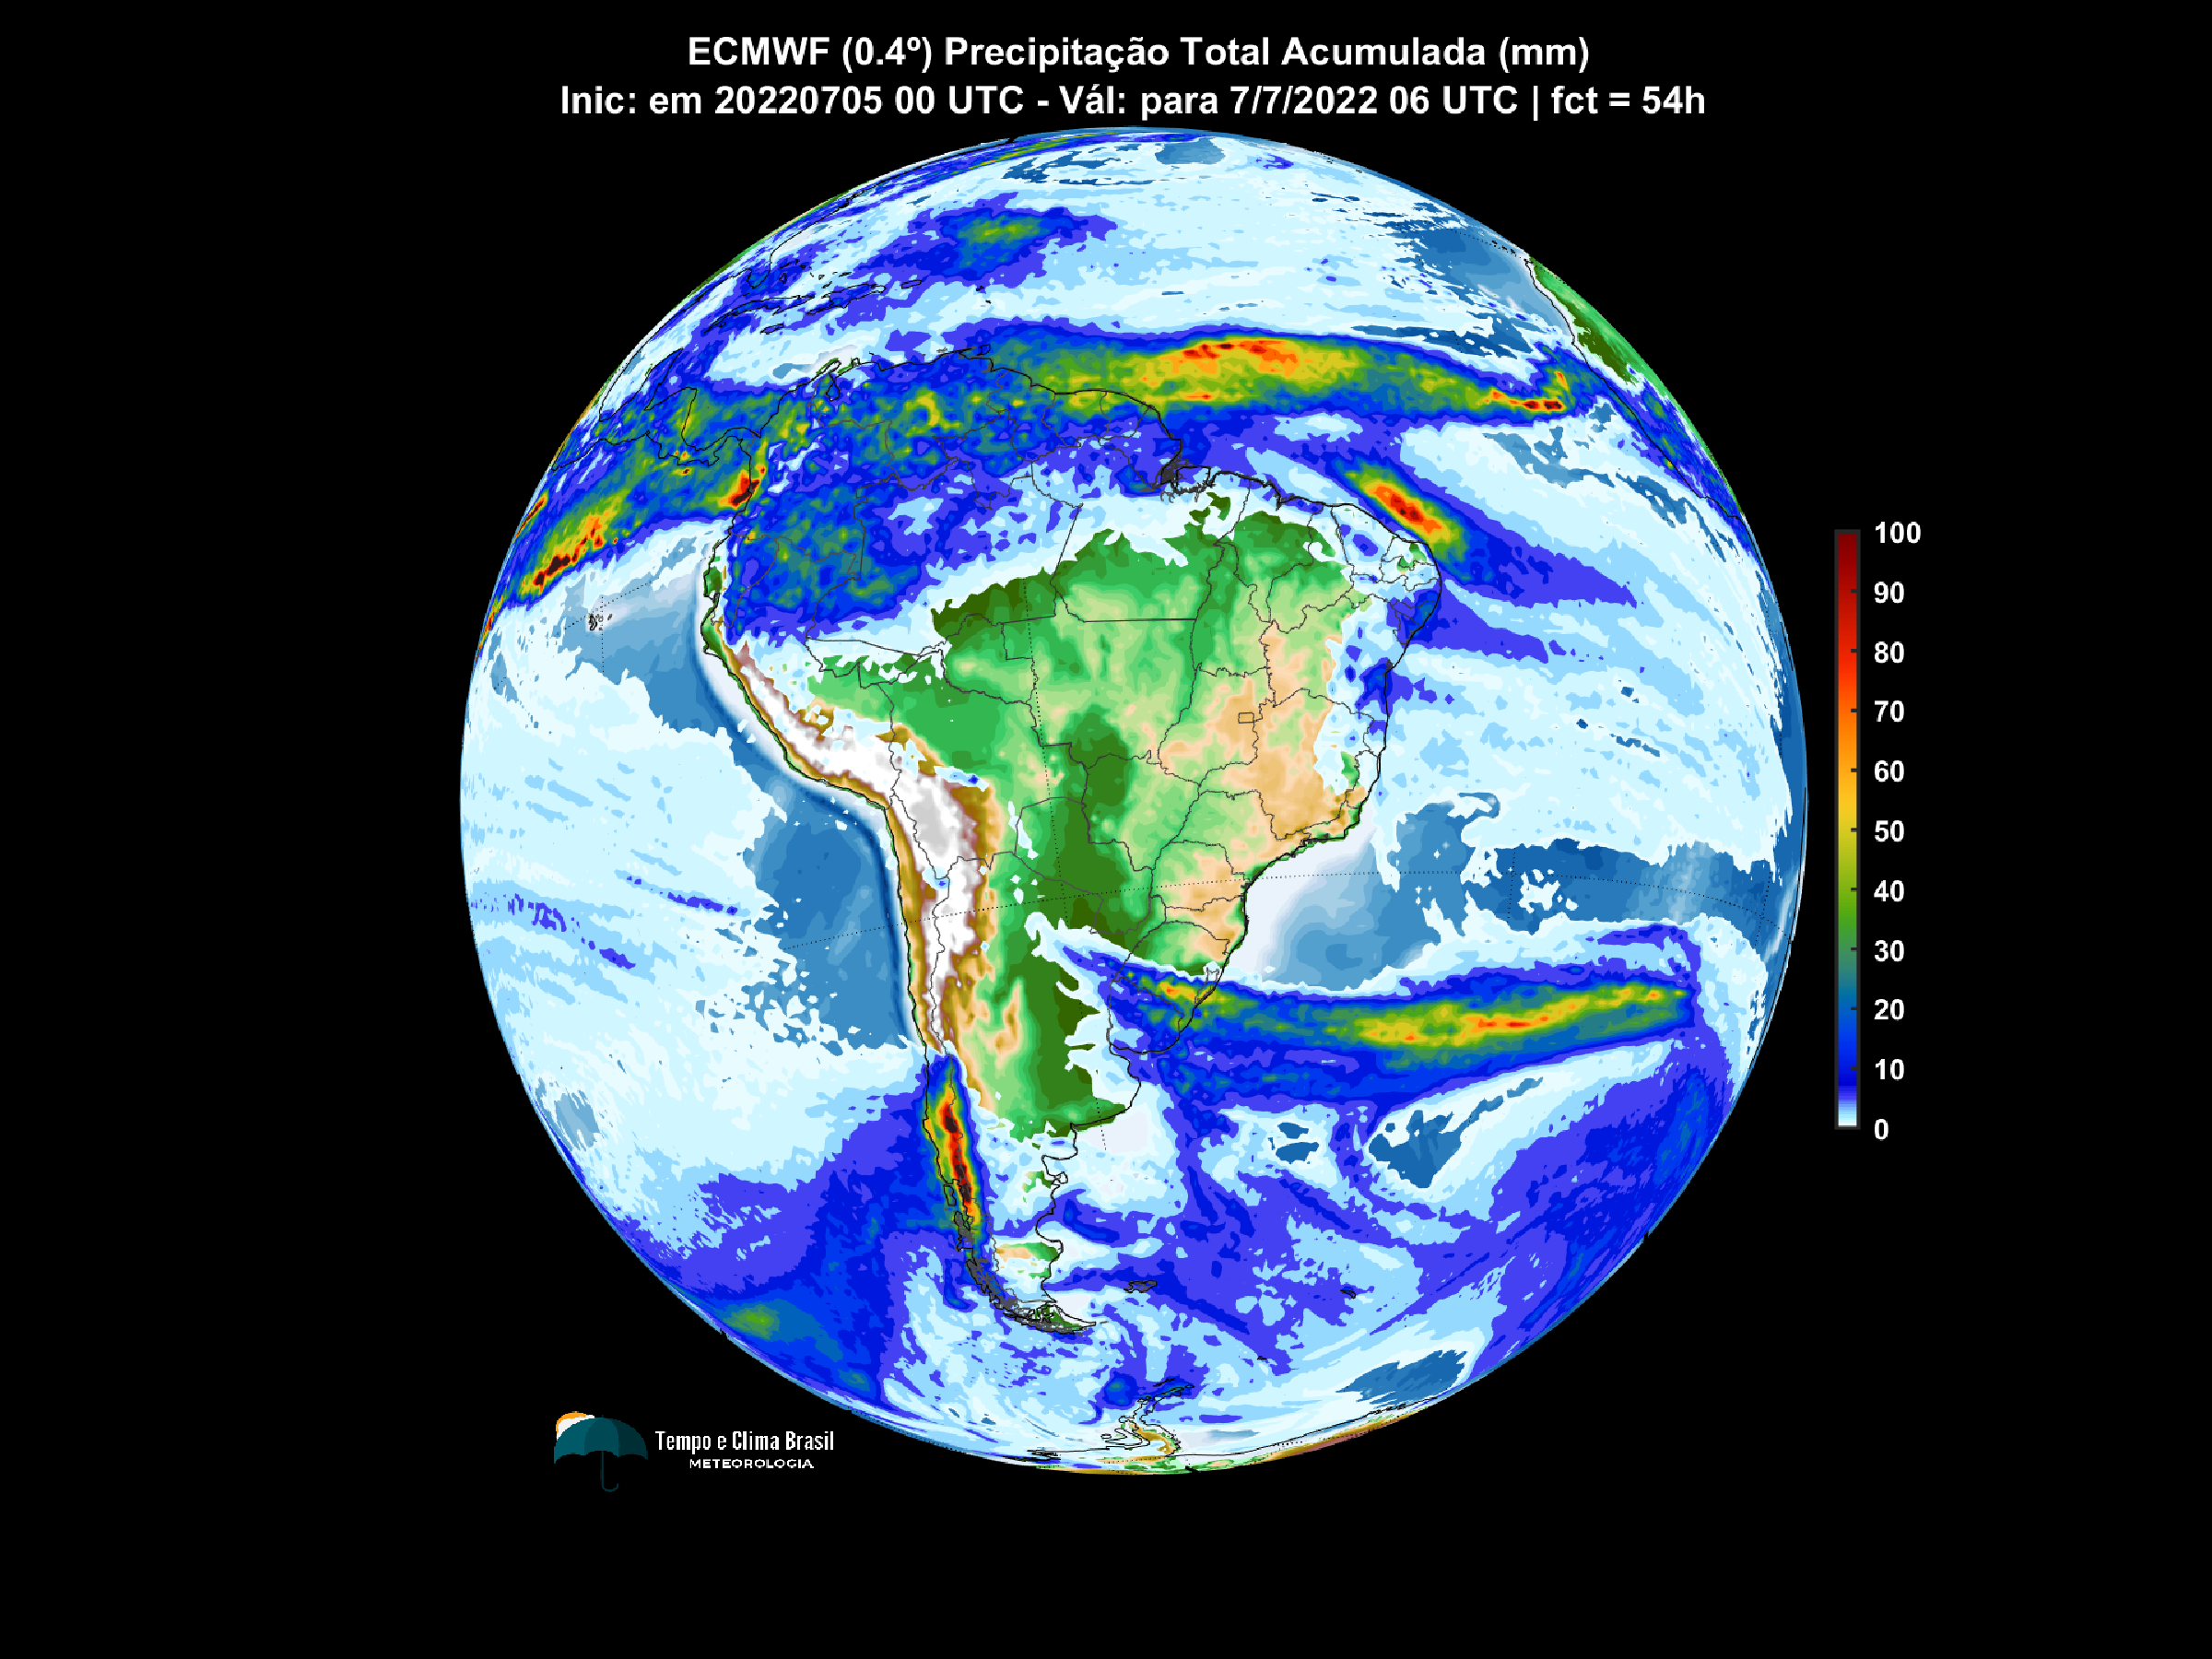 ECMWF (0.4º) Precipitação Total Acumulada (mm)
Inic: em 20220705 00 UTC - Vál: para 7/7/2022 06 UTC | fct = 54h
100
90
80
70
60
50
40
30
20
10
0
Tempo e Clima Brasil
METEOROLOGIA